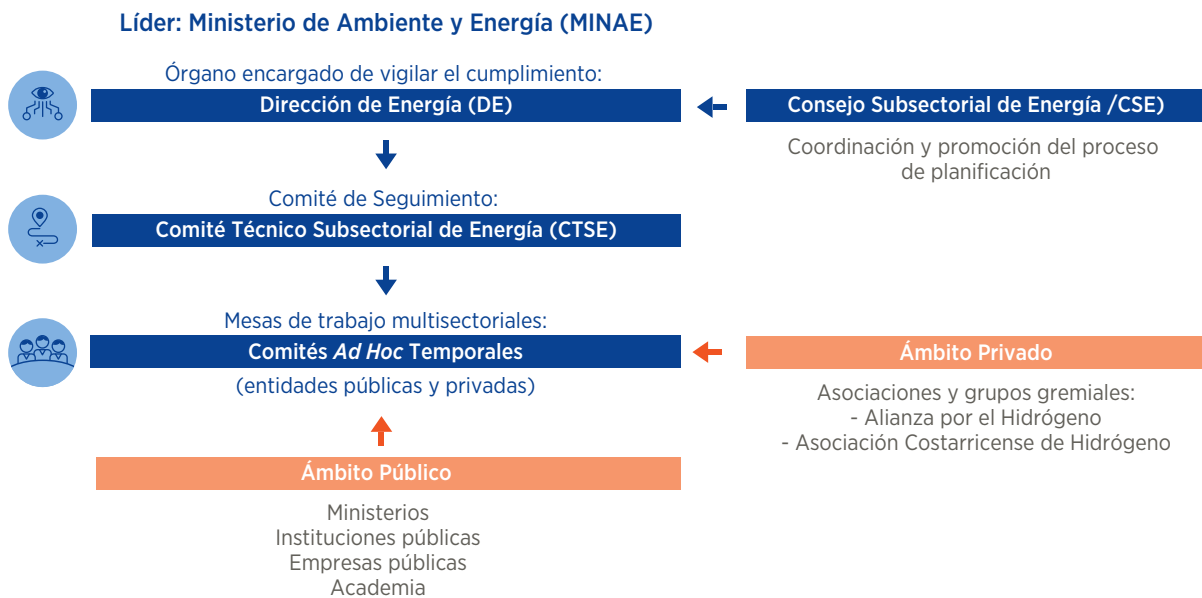 Líder: Ministerio de Ambiente y Energía (MINAE)
Órgano encargado de vigilar el cumplimiento:
Dirección de Energía (DE)
Consejo Subsectorial de Energía /CSE)
Coordinación y promoción del proceso
de planificación
Comité de Seguimiento:
Comité Técnico Subsectorial de Energía (CTSE)
Mesas de trabajo multisectoriales:
Comités Ad Hoc Temporales
(entidades públicas y privadas)
Ámbito Privado
Asociaciones y grupos gremiales:
- Alianza por el Hidrógeno
- Asociación Costarricense de Hidrógeno
Ámbito Público
Ministerios
Instituciones públicas
Empresas públicas
Academia